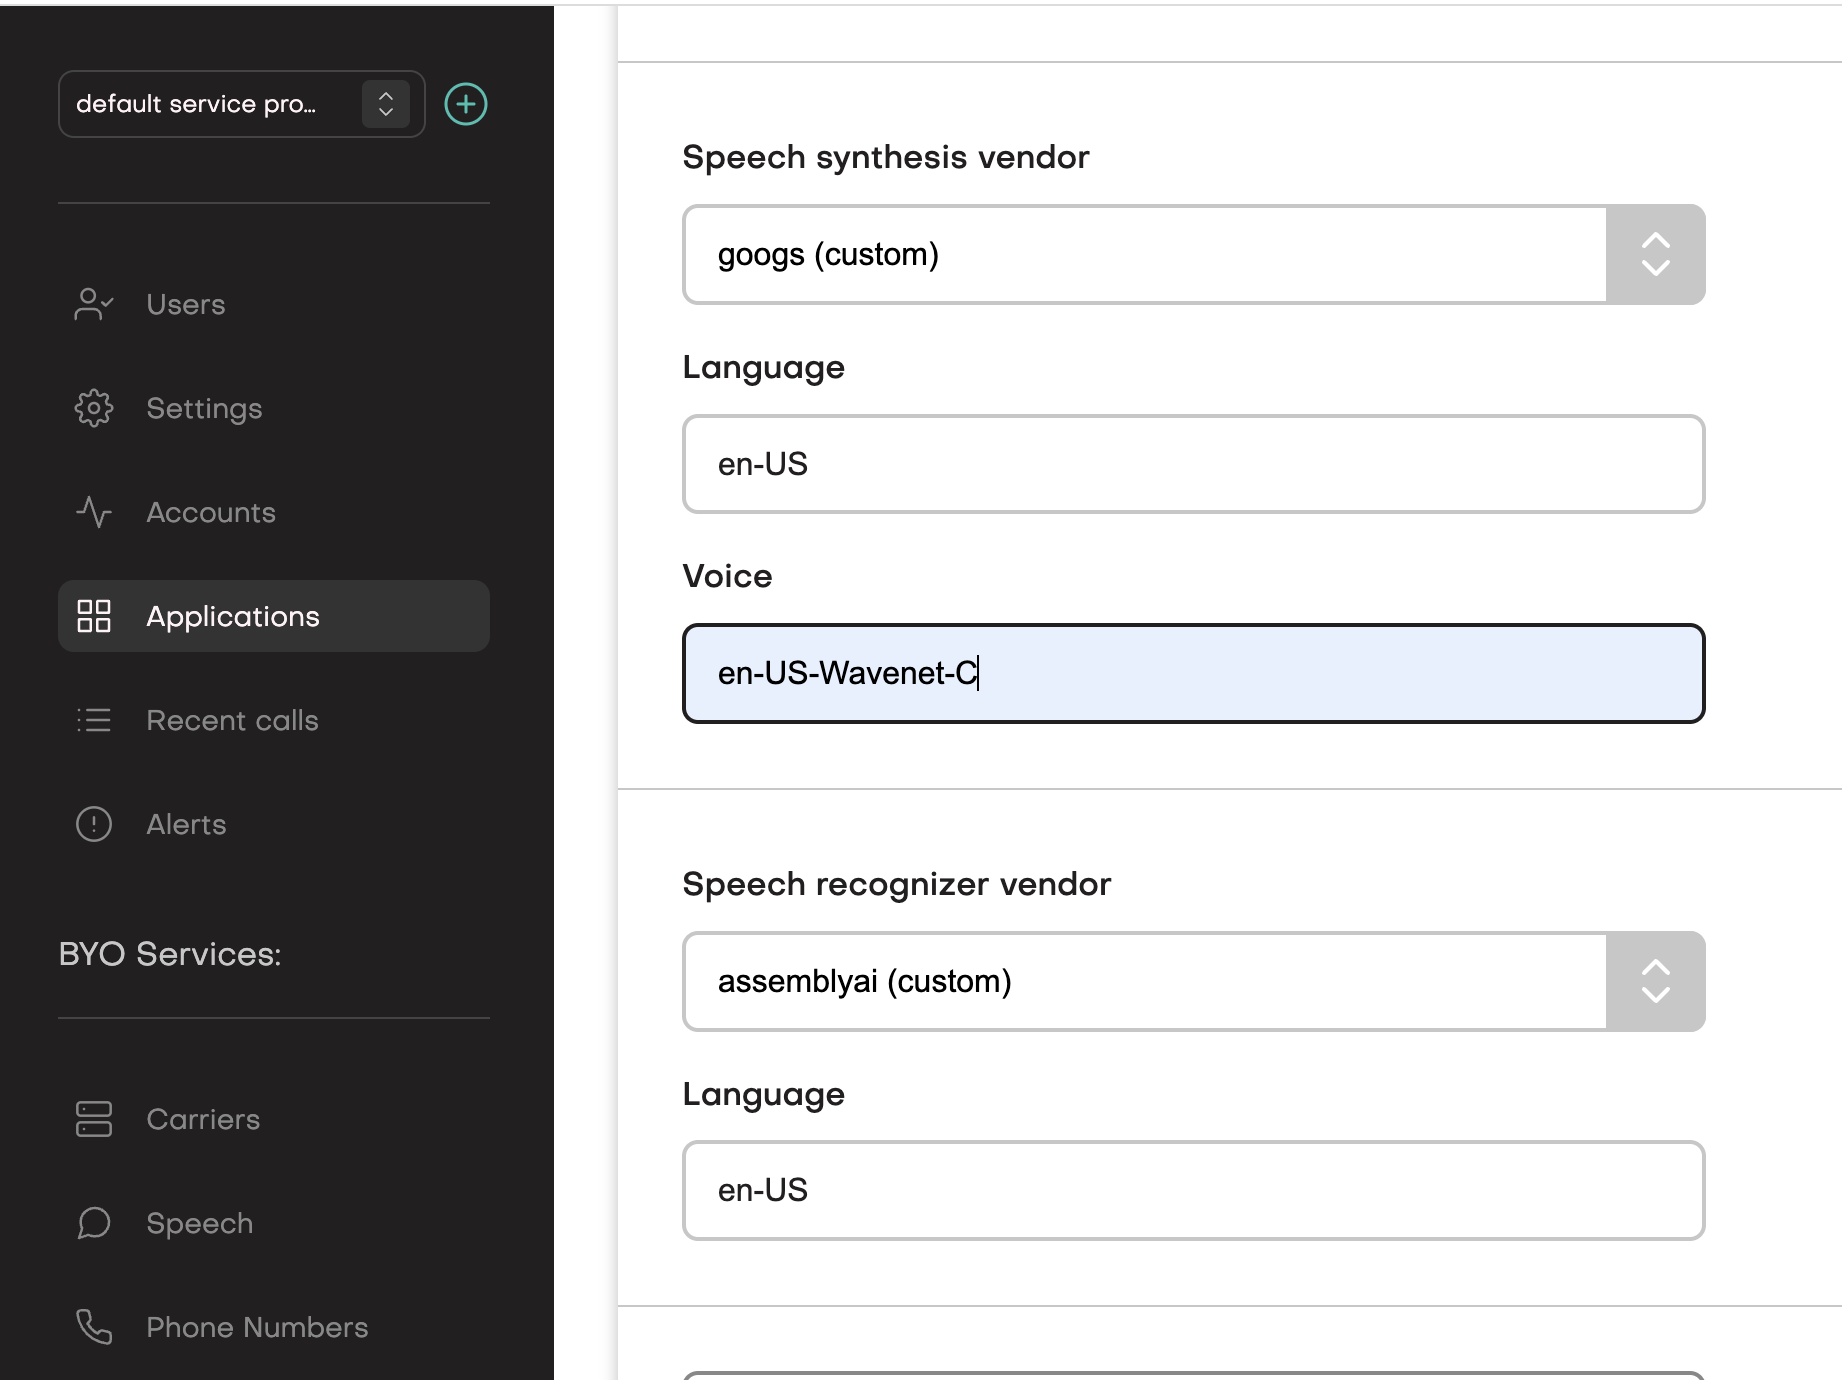 default service pro...
Users
Settings
Accounts
Applications
Recent calls
Alerts
BYO Services:
Carriers
Speech
Phone Numbers
Speech synthesis vendor
googs (custom)
Language
en-US
Voice
en-US-Wavenet-C
Speech recognizer vendor
assemblyai (custom)
Language
en-US